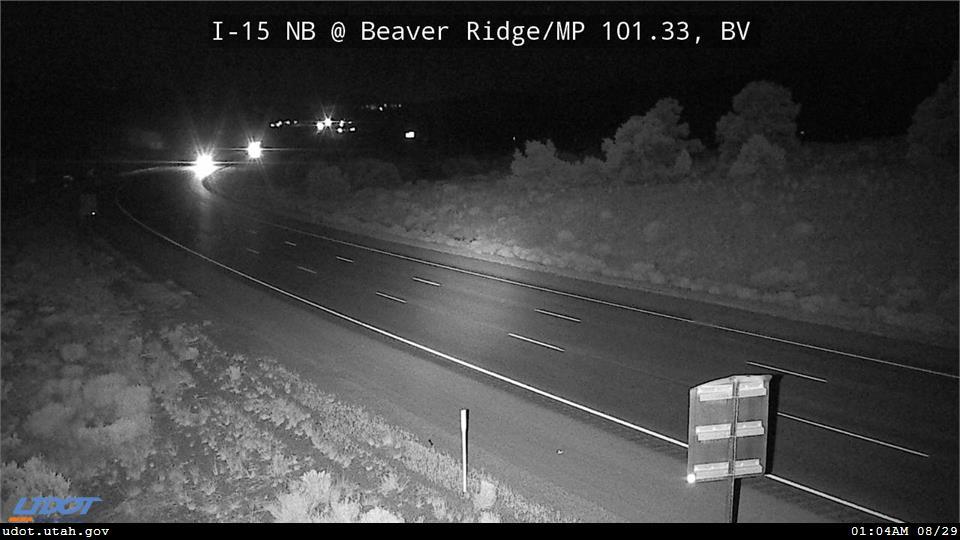 I-15 NB @ Beaver Ridge/MP 101.33, BV
UDOT
udot.utah.gov 01:04AM 08/29